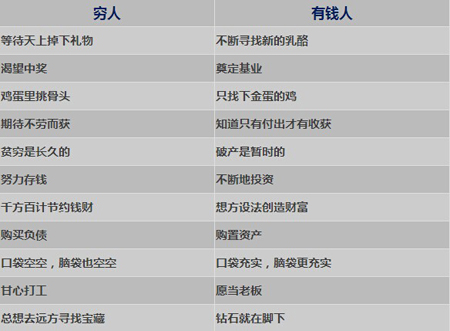 穷人 有钱人
等待天上掉下礼物 不断寻找新的乳酪
渴望中奖 奠定基业
鸡蛋里挑骨头 只找下金蛋的鸡
期待不劳而获 知道只有付出才有收获
贫穷是长久的 破产是暂时的
努力存钱 不断地投资
千方百计节约钱财 想方设法创造财富
购买负债 购置资产
口袋空空，脑袋也空空 口袋充实，脑袋更充实
甘心打工 愿当老板
总想去远方寻找宝藏 钻石就在脚下